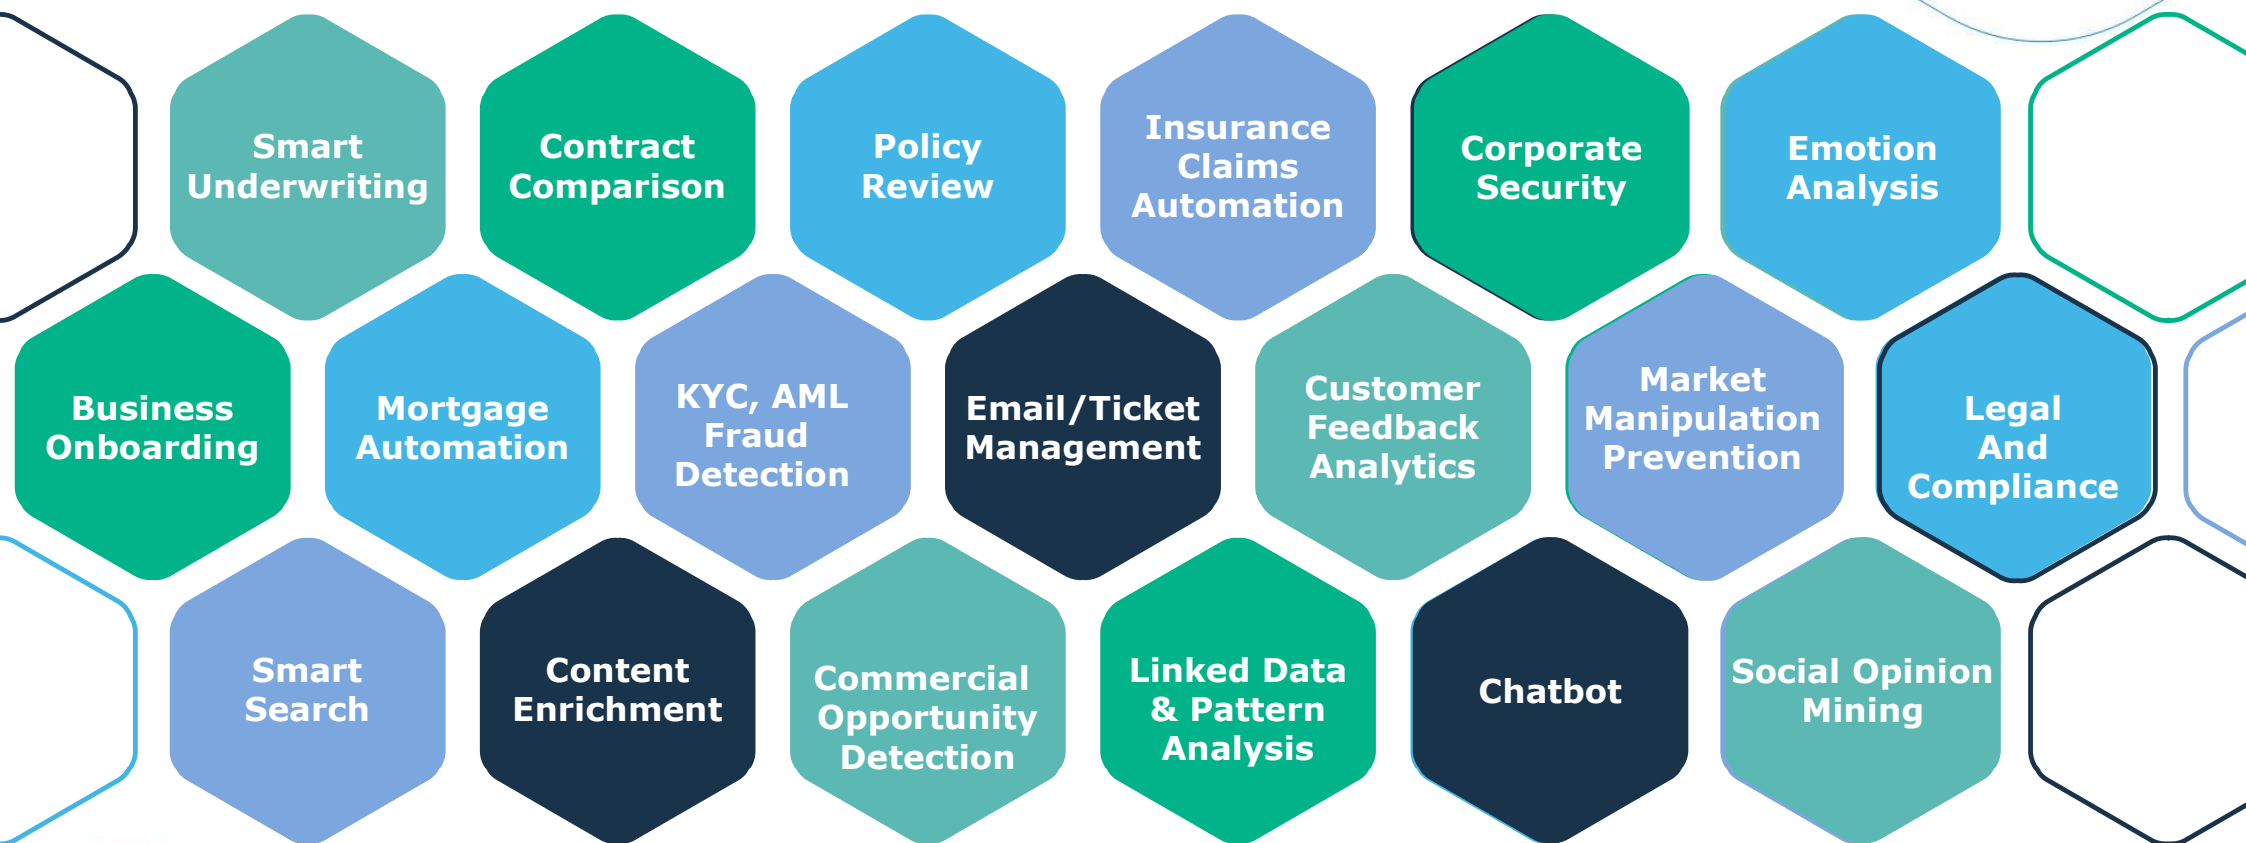 Smart
Underwriting
Contract
Comparison
Policy
Review
Insurance
Claims
Automation
Corporate
Security
Emotion
Analysis
Business
Onboarding
Mortgage
Automation
KYC, AML
Fraud
Detection
Email/Ticket
Management
Customer
Feedback
Analytics
Market
Manipulation
Prevention
Legal
And
Compliance
Smart
Search
Content
Enrichment
Commercial
Opportunity
Detection
Linked Data
& Pattern
Analysis
Chatbot
Social Opinion
Mining